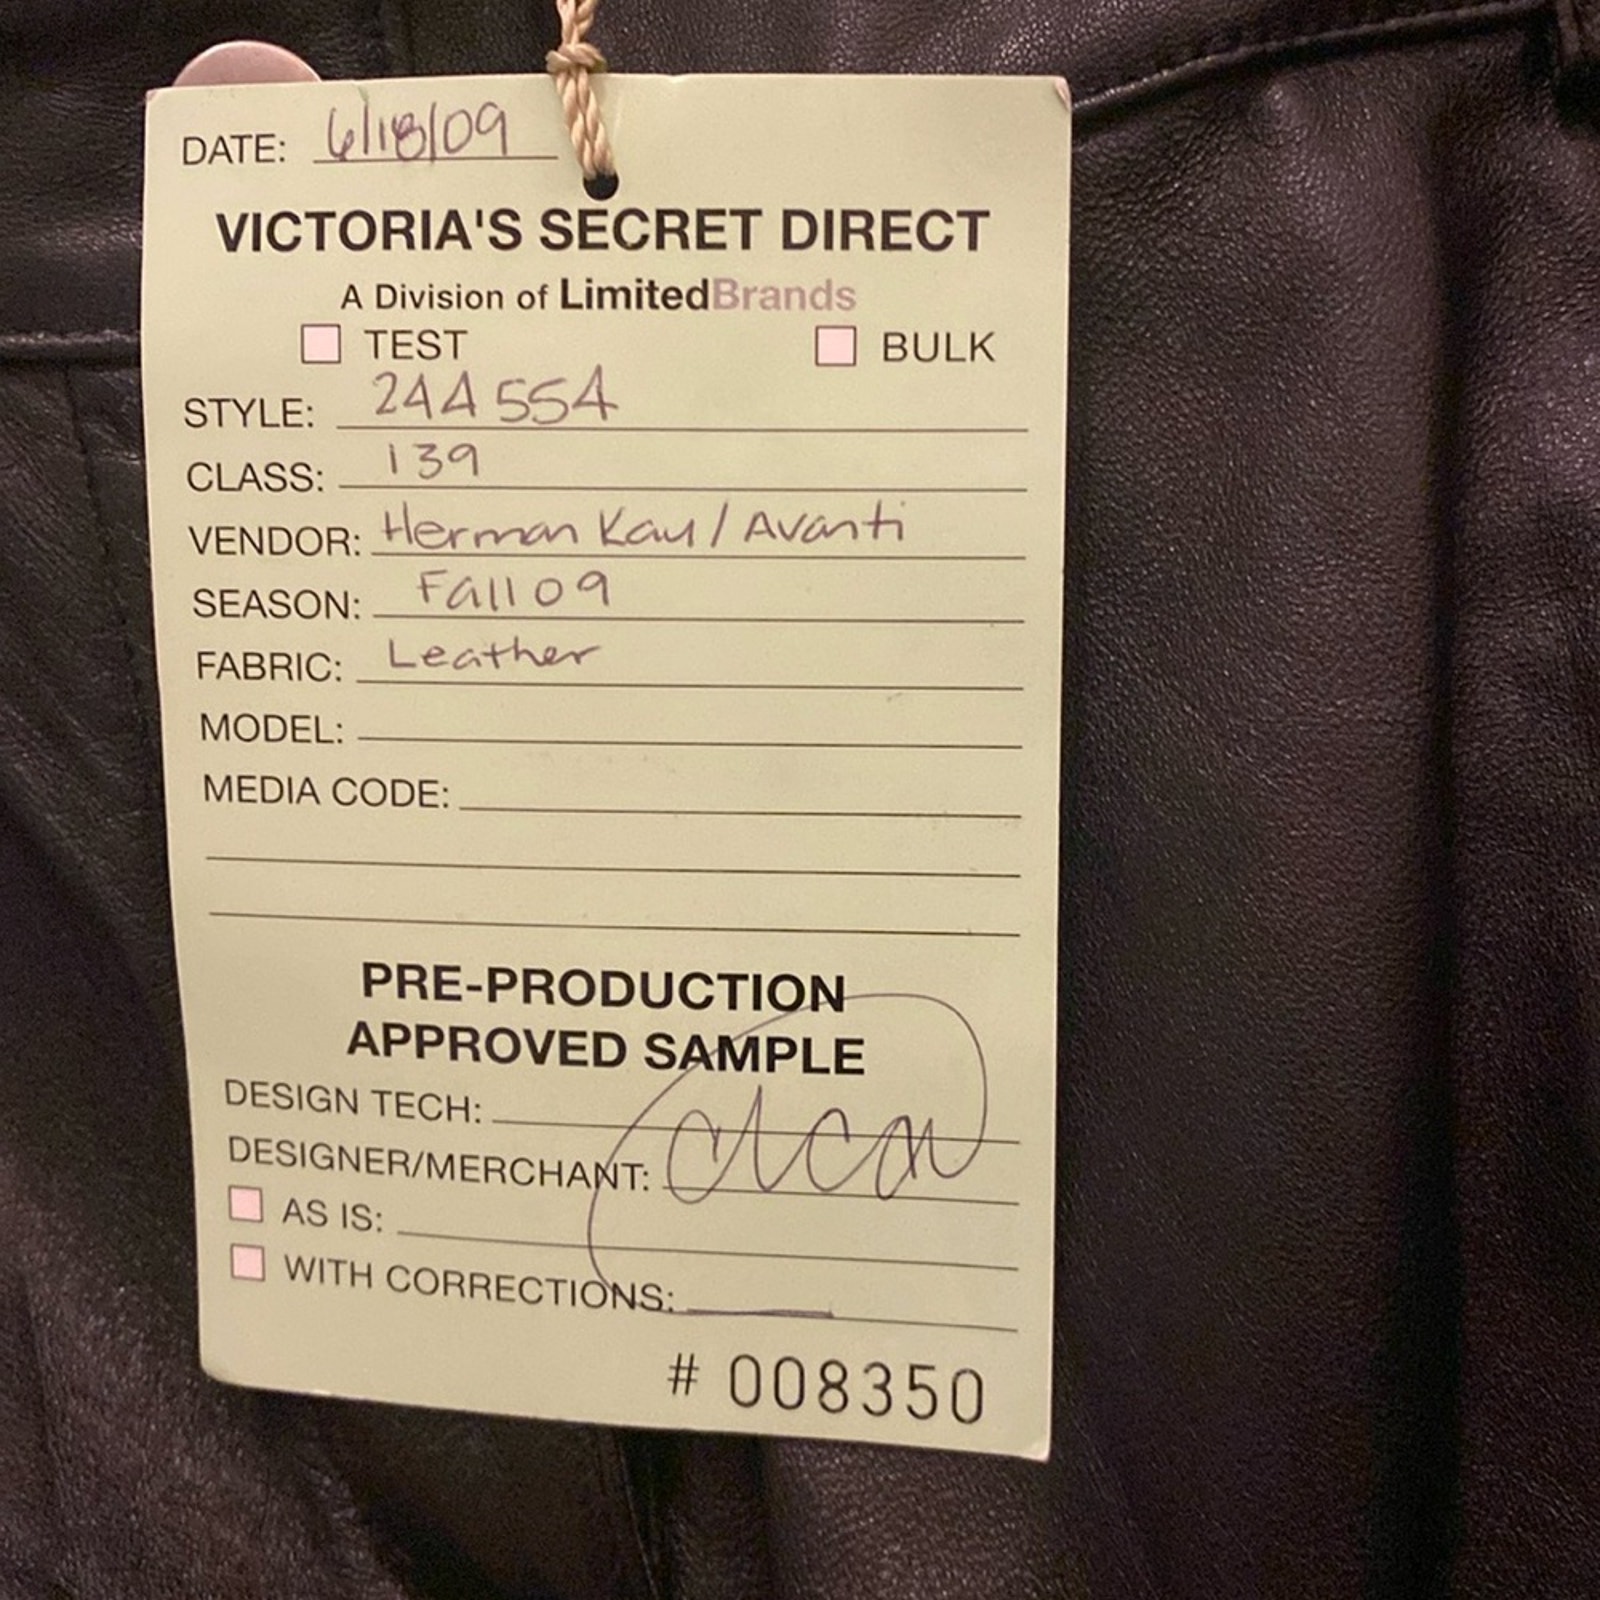 DATE: 6/18/09
VICTORIA'S SECRET DIRECT
A Division of LimitedBrands
TEST BULK
STYLE: 244554
CLASS: 139
VENDOR: Herman Kay / Avanti
SEASON: Fall 09
FABRIC: Leather
MODEL:
MEDIA CODE:
PRE-PRODUCTION
APPROVED SAMPLE
DESIGN TECH:
DESIGNER/MERCHANT:
AS IS:
WITH CORRECTIONS:
# 008350